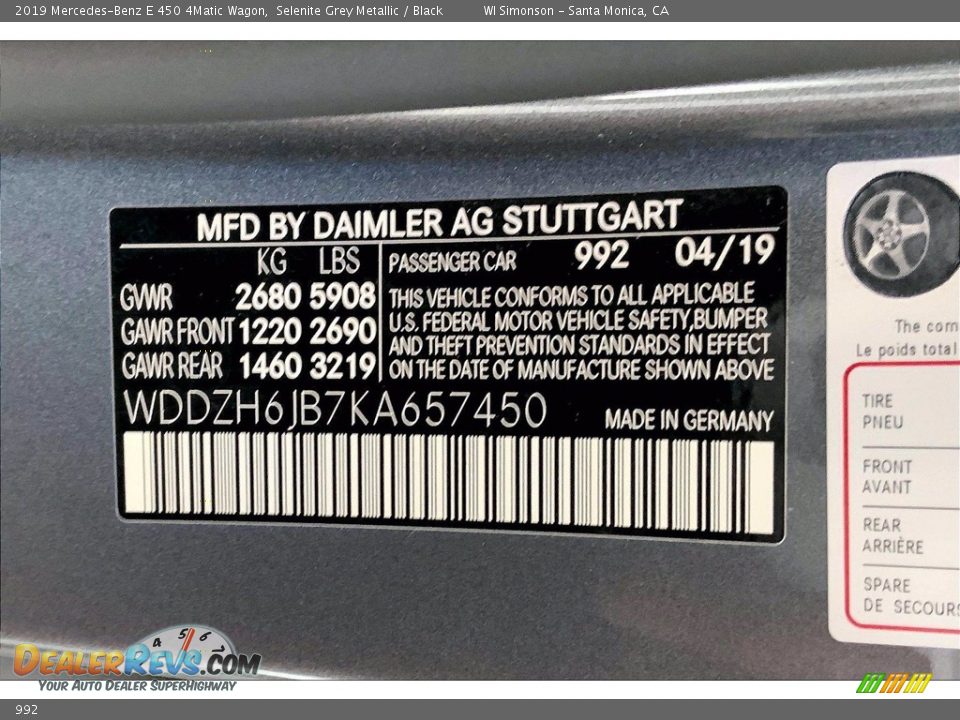 2019 Mercedes-Benz E 450 4Matic Wagon, Selenite Grey Metallic / Black WI Simonson - Santa Monica, CA
MFD BY DAIMLER AG STUTTGART
KG LBS
GVWR 2680 5908
GAWR FRONT 1220 2690
GAWR REAR 1460 3219
PASSENGER CAR 992 04/19
THIS VEHICLE CONFORMS TO ALL APPLICABLE
U.S. FEDERAL MOTOR VEHICLE SAFETY,BUMPER
AND THEFT PREVENTION STANDARDS IN EFFECT
ON THE DATE OF MANUFACTURE SHOWN ABOVE
WDDZH6JB7KA657450 MADE IN GERMANY
The com
Le poids total
TIRE
PNEU
FRONT
AVANT
REAR
ARRIÈRE
SPARE
DE SECOURS
4 5 6 7
DEALERREVS.COM
YOUR AUTO DEALER SUPERHIGHWAY
992